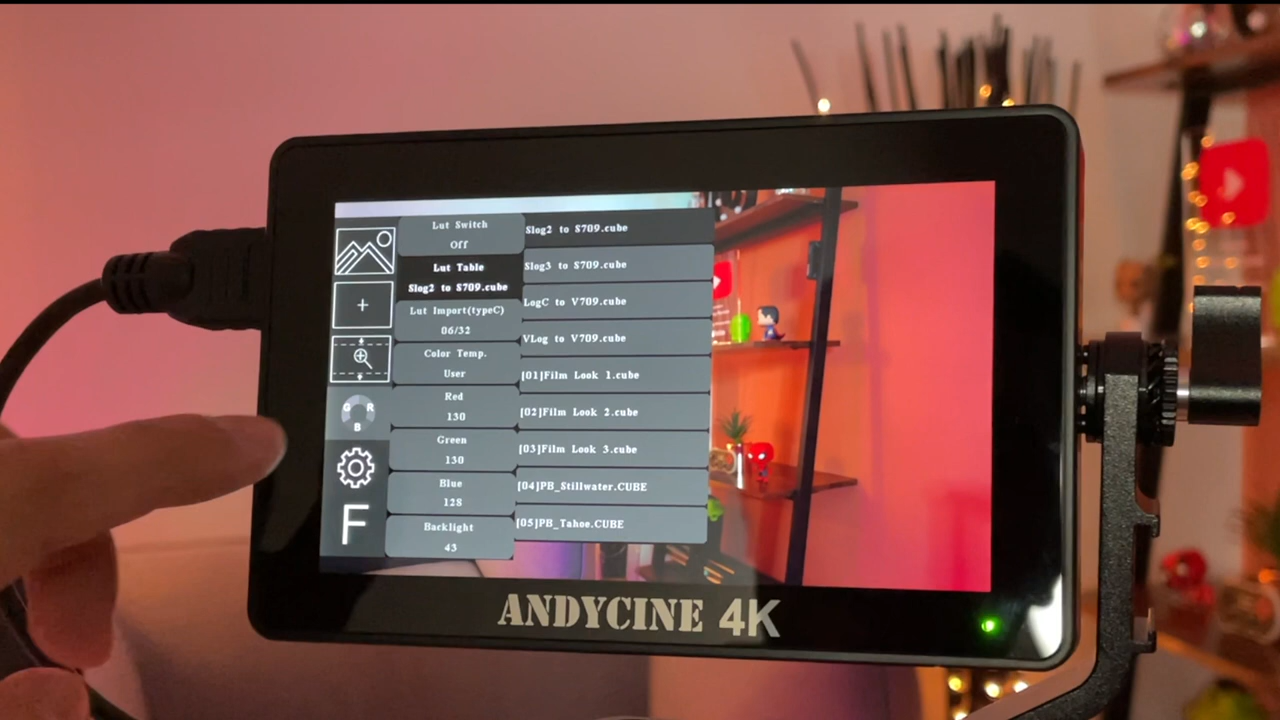 Lut Switch
Off
Lut Table
Slog2 to S709.cube
Lut Import(typeC)
06/32
Color Temp.
User
Red
130
Green
130
Blue
128
Backlight
43
Slog2 to S709.cube
Slog3 to S709.cube
LogC to V709.cube
VLog to V709.cube
[01]Film Look 1.cube
[02]Film Look 2.cube
[03]Film Look 3.cube
[04]PB_Stillwater.CUBE
[05]PB_Tahoe.CUBE
G R
B
F
ANDYCINE 4K